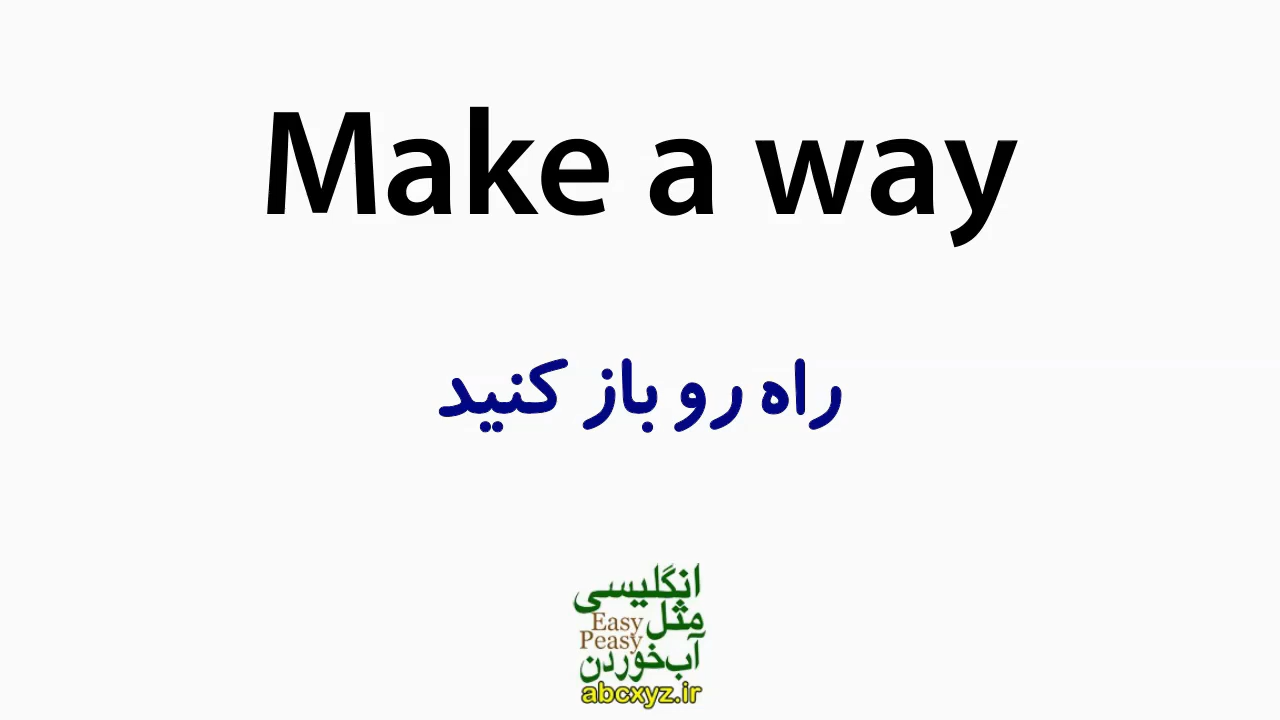 Make a way
راه رو باز کنید
انگلیسی
مثل Easy
Peasy
آب‌خوردن
abcxyz.ir